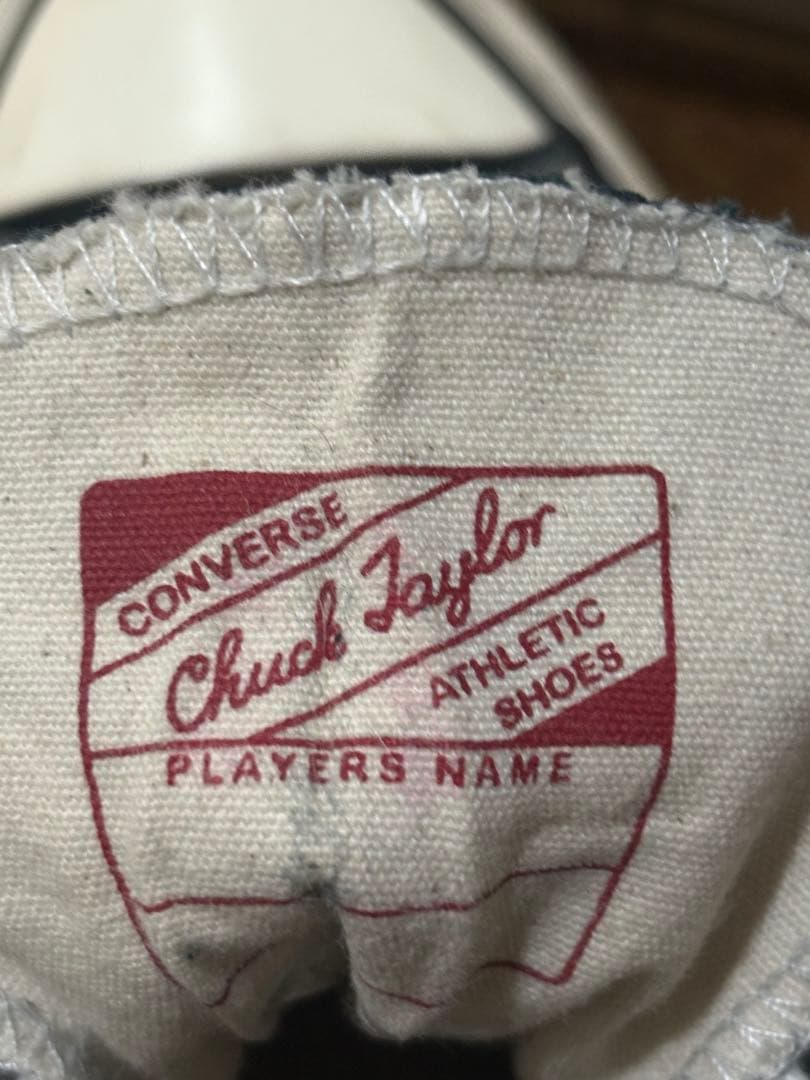 CONVERSE
Chuck Taylor
ATHLETIC
SHOES
PLAYERS NAME